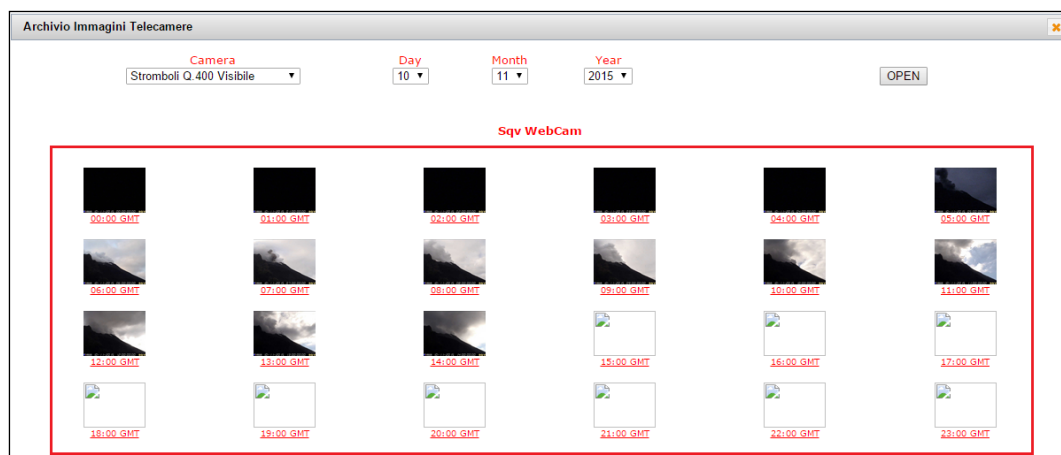 Archivio Immagini Telecamere
Camera Day Month Year
Stromboli Q.400 Visibile 10 11 2015 OPEN
Sqv WebCam
00:00 GMT 01:00 GMT 02:00 GMT 03:00 GMT 04:00 GMT 05:00 GMT
06:00 GMT 07:00 GMT 08:00 GMT 09:00 GMT 10:00 GMT 11:00 GMT
12:00 GMT 13:00 GMT 14:00 GMT 15:00 GMT 16:00 GMT 17:00 GMT
18:00 GMT 19:00 GMT 20:00 GMT 21:00 GMT 22:00 GMT 23:00 GMT